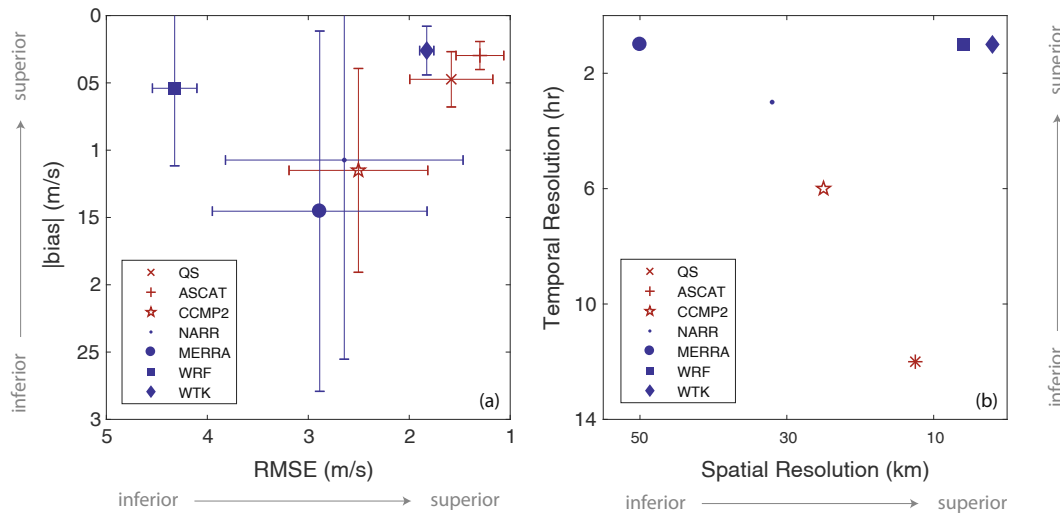 superior
inferior
|bias| (m/s)
0
05
1
15
2
25
3
QS
ASCAT
CCMP2
NARR
MERRA
WRF
WTK
(a)
5
4
3
2
1
RMSE (m/s)
inferior
superior
Temporal Resolution (hr)
2
6
10
14
QS
ASCAT
CCMP2
NARR
MERRA
WRF
WTK
(b)
50
30
10
Spatial Resolution (km)
inferior
superior
superior
inferior